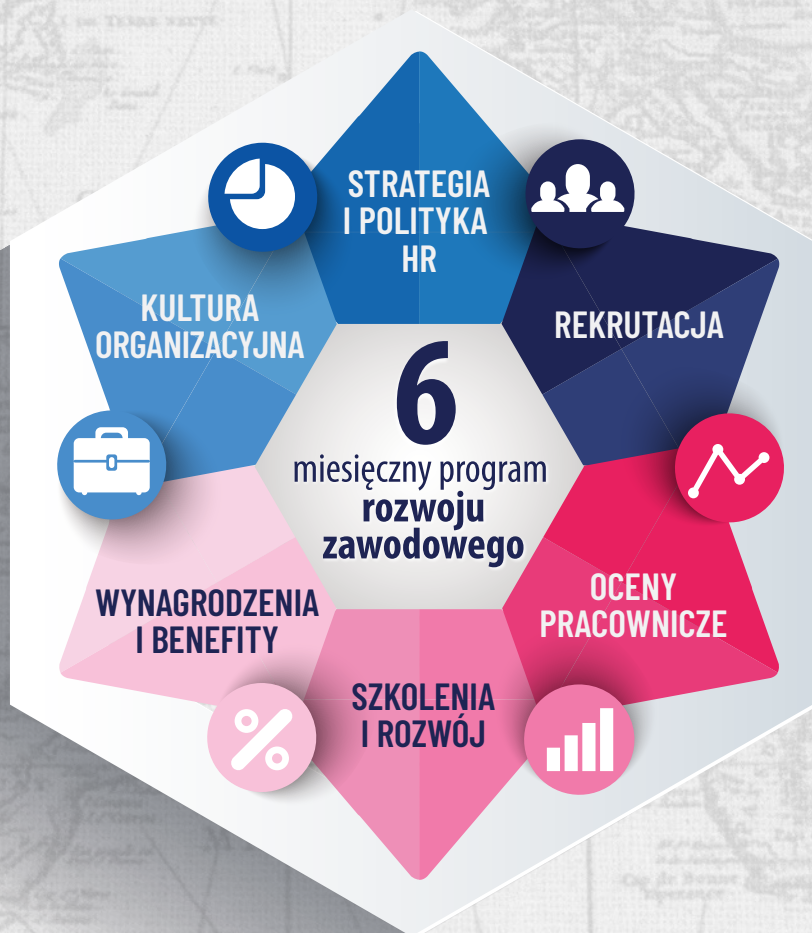 STRATEGIA
I POLITYKA
HR
REKRUTACJA
OCENY
PRACOWNICZE
SZKOLENIA
I ROZWÓJ
WYNAGRODZENIA
I BENEFITY
KULTURA
ORGANIZACYJNA
6
miesięczny program
rozwoju
zawodowego